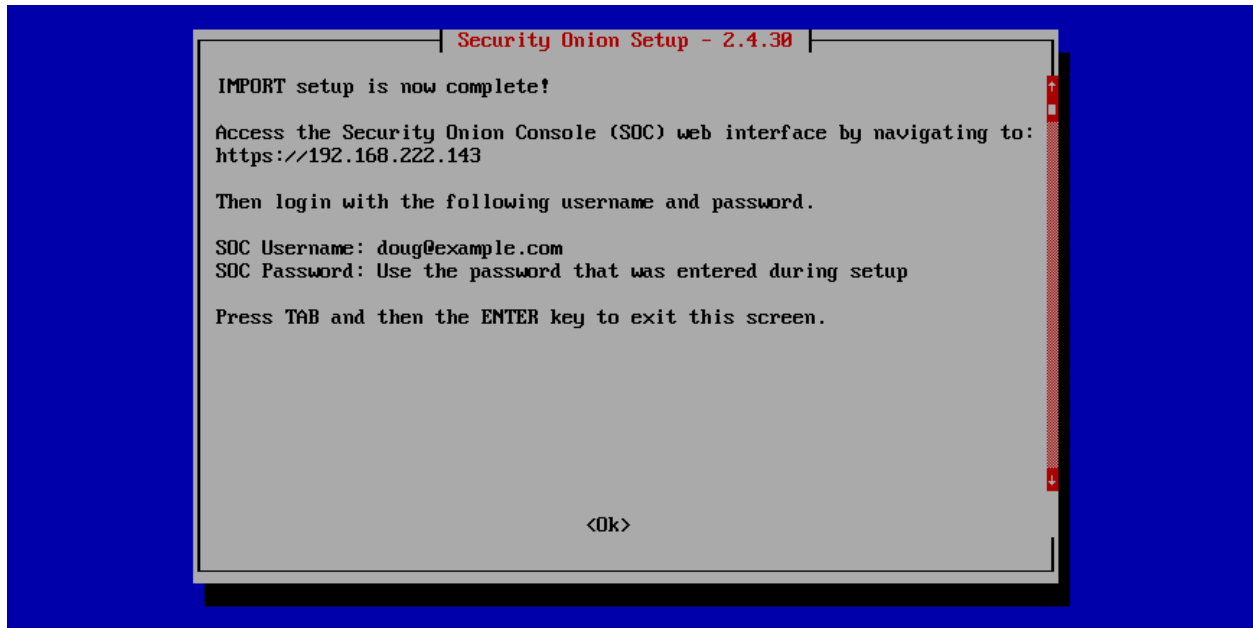 Security Onion Setup - 2.4.30
IMPORT setup is now complete!
Access the Security Onion Console (SOC) web interface by navigating to:
https://192.168.222.143
Then login with the following username and password.
SOC Username: doug@example.com
SOC Password: Use the password that was entered during setup
Press TAB and then the ENTER key to exit this screen.
<Ok>